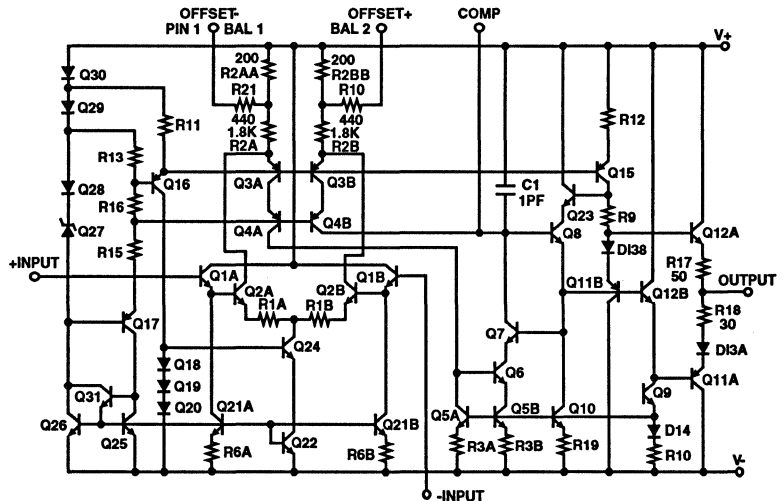 OFFSET- OFFSET+ COMP
PIN 1 BAL 1 BAL 2
V+
200 200
Q30 R2AA R2BB
R21 R10
Q29
R11 440 440 R12
1.8K 1.8K
R13 R2A R2B
Q16 Q15
Q28 Q3A Q3B C1
R16 1PF Q23 R9
Q27 Q4A Q4B Q8 Q12A
R15 DI38 R17
+INPUT 50 OUTPUT
Q1A Q2A Q2B Q1B Q11B Q12B
R1A R1B R18
Q17 30
Q24 Q7
Q18 DI3A
Q19 Q6 Q9 Q11A
Q31 Q20 Q21A
Q26 Q25 Q22 Q21B Q5A Q5B Q10 D14
R6A R6B R3A R3B R19 R10
V-
-INPUT